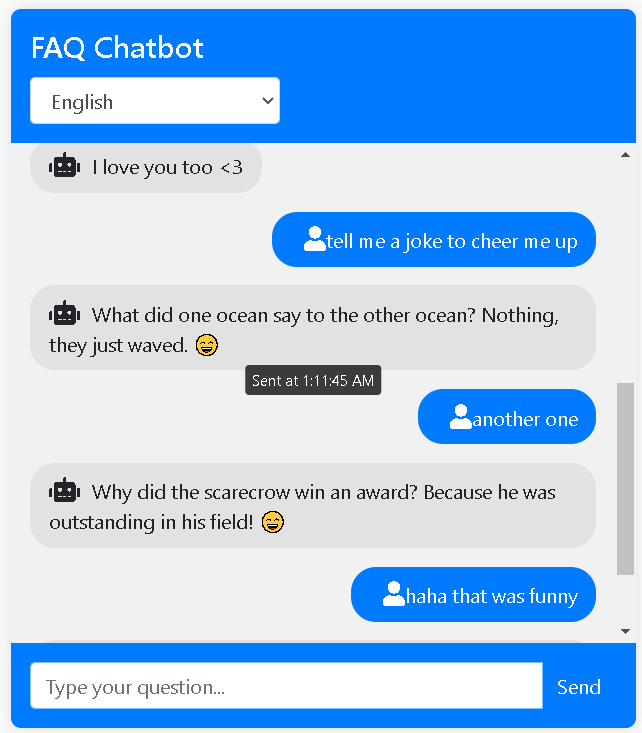 FAQ Chatbot
English
I love you too <3
tell me a joke to cheer me up
What did one ocean say to the other ocean? Nothing,
they just waved. 😄
Sent at 1:11:45 AM
another one
Why did the scarecrow win an award? Because he was
outstanding in his field! 😄
haha that was funny
Type your question...
Send